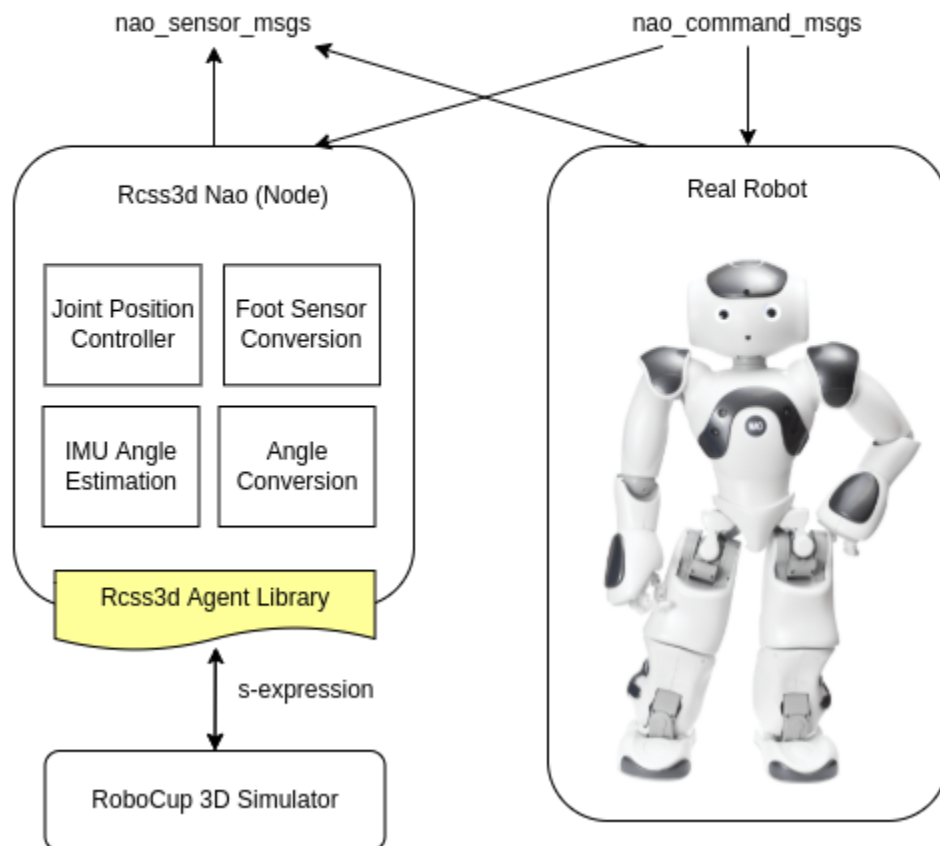 nao_sensor_msgs
nao_command_msgs
Rcss3d Nao (Node)
Real Robot
Joint Position
Controller
Foot Sensor
Conversion
IMU Angle
Estimation
Angle
Conversion
Rcss3d Agent Library
s-expression
RoboCup 3D Simulator